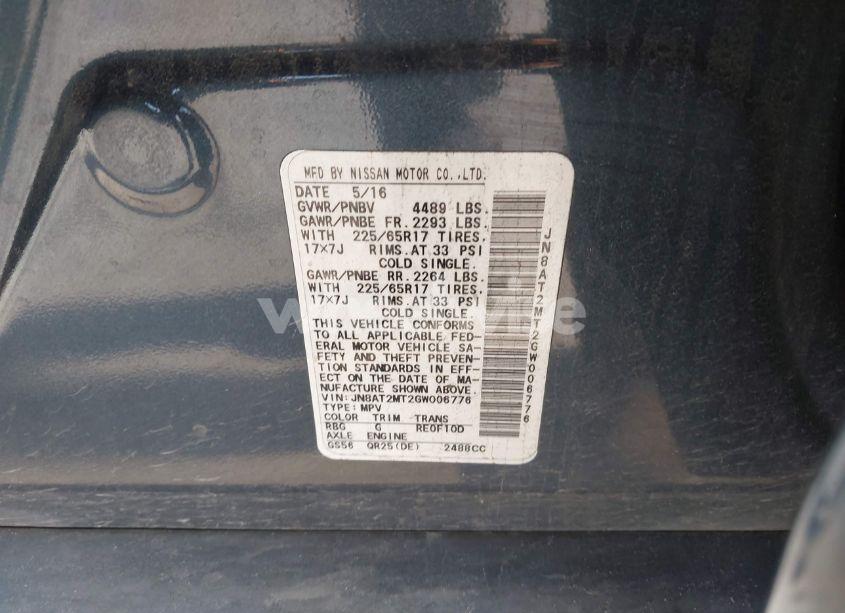 MFD BY NISSAN MOTOR CO.,LTD.
DATE 5/16
GVWR/PNBV 4489 LBS.
GAWR/PNBE FR. 2293 LBS.
WITH 225/65R17 TIRES.
17×7J RIMS.AT 33 PSI
COLD SINGLE.
GAWR/PNBE RR. 2264 LBS.
WITH 225/65R17 TIRES.
17×7J RIMS.AT 33 PSI
COLD SINGLE.
THIS VEHICLE CONFORMS
TO ALL APPLICABLE FED-
ERAL MOTOR VEHICLE SA-
FETY AND THEFT PREVEN-
TION STANDARDS IN EFF-
ECT ON THE DATE OF MA-
NUFACTURE SHOWN ABOVE.
VIN: JN8AT2MT2GW006776
TYPE: MPV
COLOR TRIM TRANS
RBG G RE0F10D
AXLE ENGINE
GS56 QR25(DE) 2488CC
JN8AT2MT2GW006776